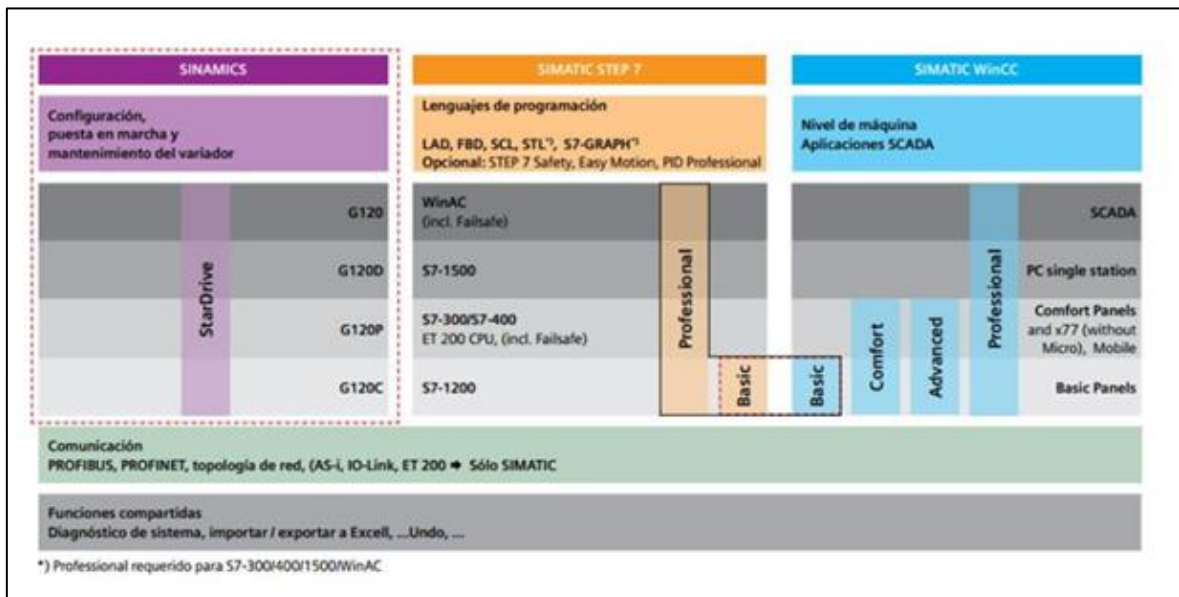 SINAMICS
Configuración,
puesta en marcha y
mantenimiento del variador
StarDrive
G120
G120D
G120P
G120C
SIMATIC STEP 7
Lenguajes de programación
LAD, FBD, SCL, STL*), S7-GRAPH*)
Opcional: STEP 7 Safety, Easy Motion, PID Professional
WinAC
(incl. Failsafe)
S7-1500
S7-300/S7-400
ET 200 CPU, (incl. Failsafe)
S7-1200
Professional
Basic
SIMATIC WinCC
Nivel de máquina
Aplicaciones SCADA
Basic
Comfort
Advanced
Professional
SCADA
PC single station
Comfort Panels
and x77 (without
Micro), Mobile
Basic Panels
Comunicación
PROFIBUS, PROFINET, topología de red, (AS-i, IO-Link, ET 200 ➡ Sólo SIMATIC
Funciones compartidas
Diagnóstico de sistema, importar / exportar a Excell, ...Undo, ...
*) Professional requerido para S7-300/400/1500/WinAC